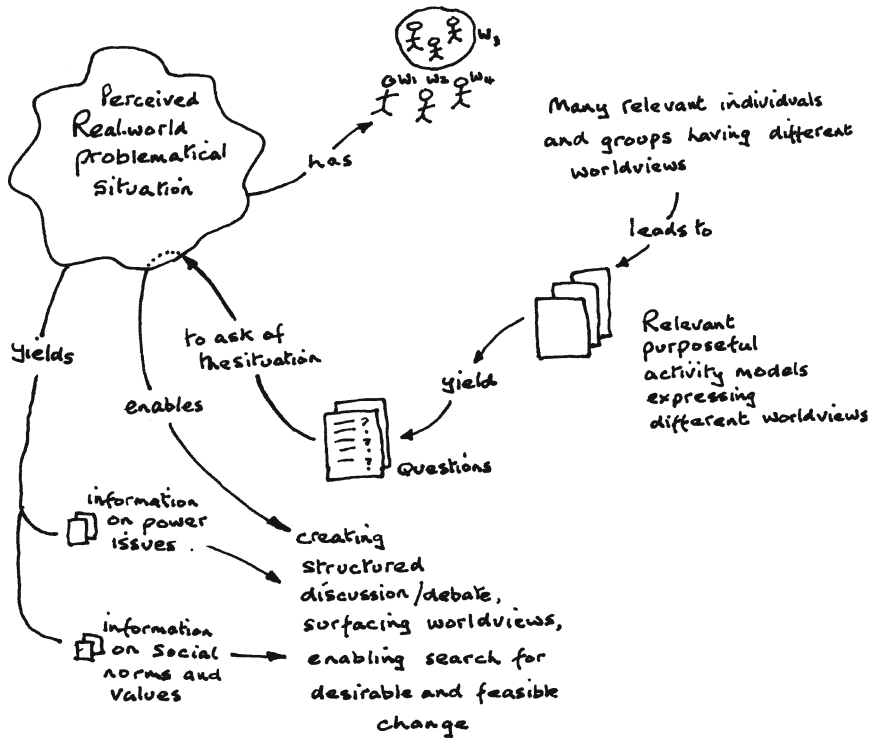 Perceived
Real-world
problematical
situation
has
W3
W1 W2 W4
Many relevant individuals
and groups having different
worldviews
leads to
Relevant
purposeful
activity models
expressing
different worldviews
yield
?
?
?
?
Questions
to ask of
the situation
yields
enables
information
on power
issues.
information
on social
norms and
values
creating
structured
discussion/debate,
surfacing worldviews,
enabling search for
desirable and feasible
change